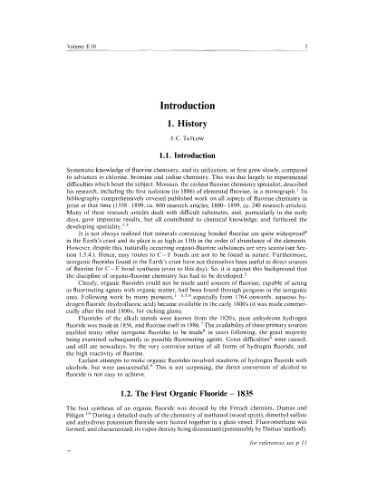 Volume E 10
1
Introduction
1. History
J. C. TATLOW
1.1. Introduction
Systematic knowledge of fluorine chemistry, and its utilization, at first grew slowly, compared
to advances in chlorine, bromine and iodine chemistry. This was due largely to experimental
difficulties which beset the subject. Moissan, the earliest fluorine chemistry specialist, described
his research, including the first isolation (in 1886) of elemental fluorine, in a monograph.¹ Its
bibliography comprehensively covered published work on all aspects of fluorine chemistry in
print at that time (1558–1899, ca. 600 research articles; 1880–1899, ca. 240 research articles).
Many of these research articles dealt with difficult substrates, and, particularly in the early
days, gave imprecise results, but all contributed to chemical knowledge, and furthered the
developing speciality.
It is not always realized that minerals containing bonded fluorine are quite widespread
in the Earth's crust and its place is as high as 13th in the order of abundance of the elements.
However, despite this, naturally occurring organo-fluorine substances are very scarce (see Sec-
tion 1.5.4.). Hence, easy routes to C–F bonds are not to be found in nature. Furthermore,
inorganic fluorides found in the Earth's crust have not themselves been useful as direct sources
of fluorine for C–F bond synthesis (even to this day). So, it is against this background that
the discipline of organo-fluorine chemistry has had to be developed.
Clearly, organic fluorides could not be made until sources of fluorine, capable of acting
as fluorinating agents with organic matter, had been found through progress in the inorganic
area. Following work by many pioneers, especially from 1764 onwards, aqueous hy-
drogen fluoride (hydrofluoric acid) became available in the early 1800s (it was made commer-
cially after the mid 1800s, for etching glass).
Fluorides of the alkali metals were known from the 1820s, pure anhydrous hydrogen
fluoride was made in 1856, and fluorine itself in 1886. The availability of these primary sources
enabled many other inorganic fluorides to be made in years following, the great majority
being examined subsequently as possible fluorinating agents. Great difficulties were caused,
and still are nowadays, by the very corrosive nature of all forms of hydrogen fluoride, and
the high reactivity of fluorine.
Earliest attempts to make organic fluorides involved reactions of hydrogen fluoride with
alcohols, but were unsuccessful. This is not surprising, the direct conversion of alcohol to
fluoride is not easy to achieve.
1.2. The First Organic Fluoride – 1835
The first synthesis of an organic fluoride was devised by the French chemists, Dumas and
Péligot. During a detailed study of the chemistry of methanol (wood spirit), dimethyl sulfate
and anhydrous potassium fluoride were heated together in a glass vessel. Fluoromethane was
formed, and characterized, its vapor density being determined (presumably by Dumas' method).
for references see p 11